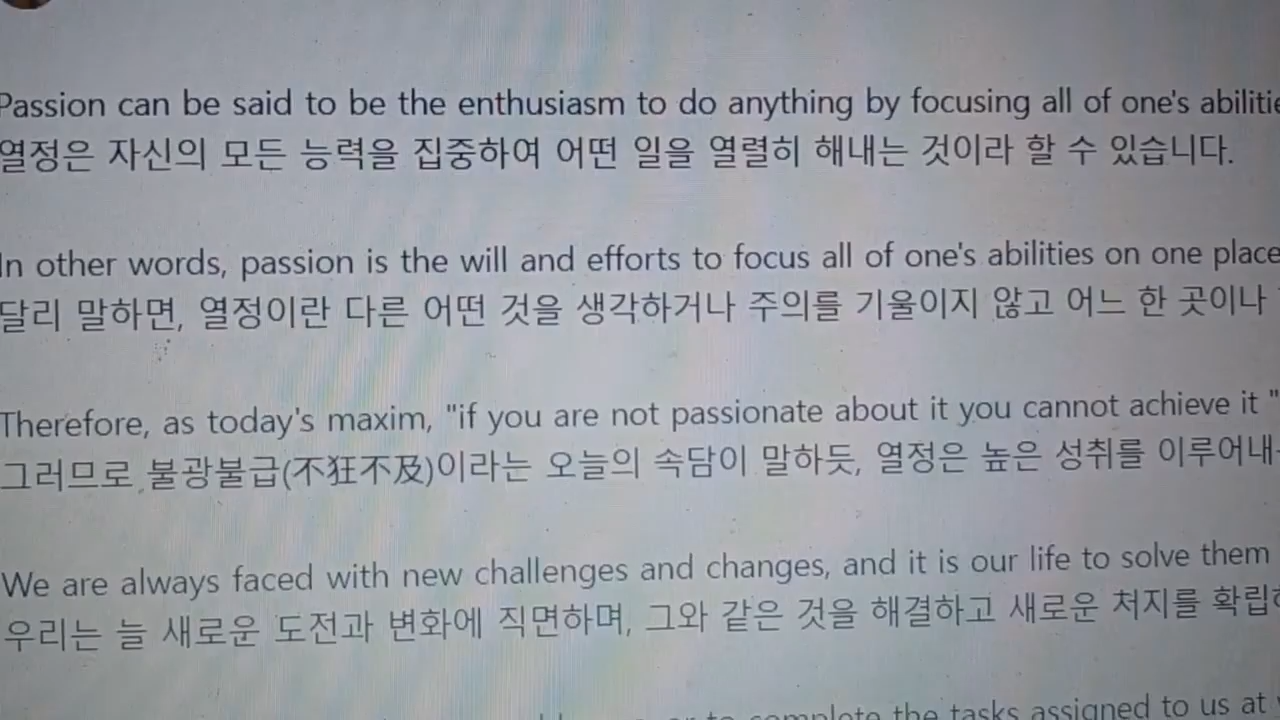 Passion can be said to be the enthusiasm to do anything by focusing all of one's
열정은 자신의 모든 능력을 집중하여 어떤 일을 열렬히 해내는 것이라 할 수 있습니다.
In other words, passion is the will and efforts to focus all of one's abilities on one place
달리 말하면, 열정이란 다른 어떤 것을 생각하거나 주의를 기울이지 않고 어느 한 곳이나
Therefore, as today's maxim, "if you are not passionate about it you cannot achieve it "
그러므로 불광불급(不狂不及)이라는 오늘의 속담이 말하듯, 열정은 높은 성취를 이루어내
We are always faced with new challenges and changes, and it is our life to solve them
우리는 늘 새로운 도전과 변화에 직면하며, 그와 같은 것을 해결하고 새로운 처지를 확립
complete the tasks assigned to us at